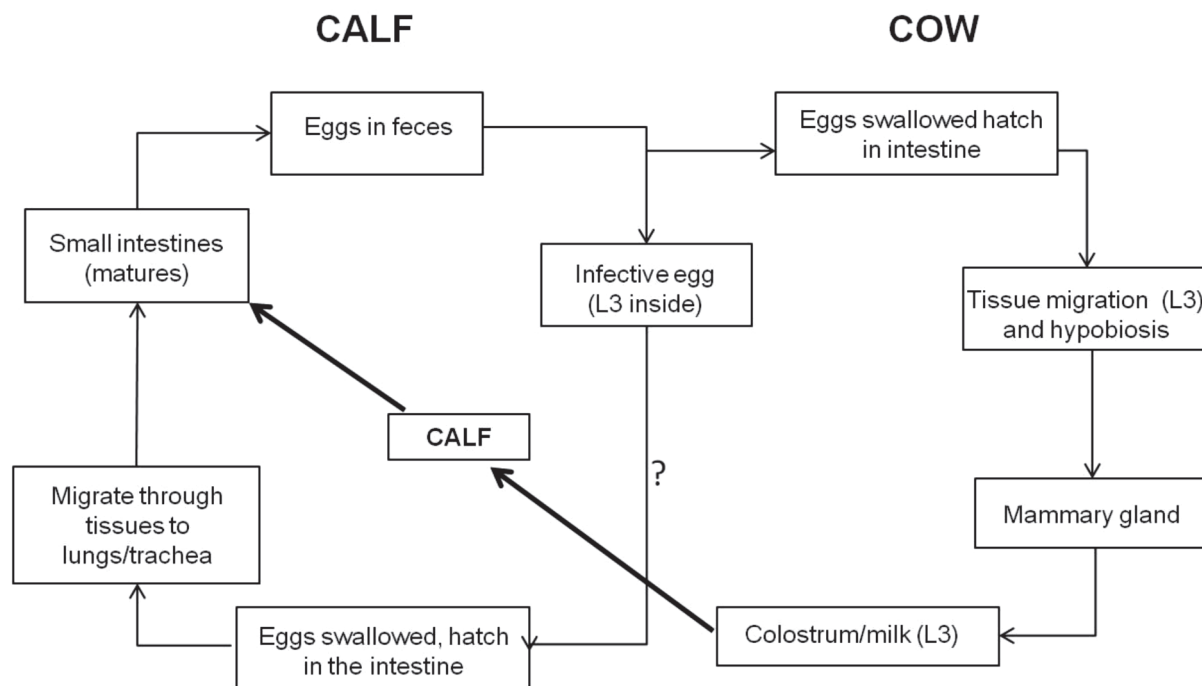 CALF
COW
Eggs in feces
Eggs swallowed hatch
in intestine
Small intestines
(matures)
Infective egg
(L3 inside)
Tissue migration (L3)
and hypobiosis
CALF
?
Migrate through
tissues to
lungs/trachea
Mammary gland
Eggs swallowed, hatch
in the intestine
Colostrum/milk (L3)